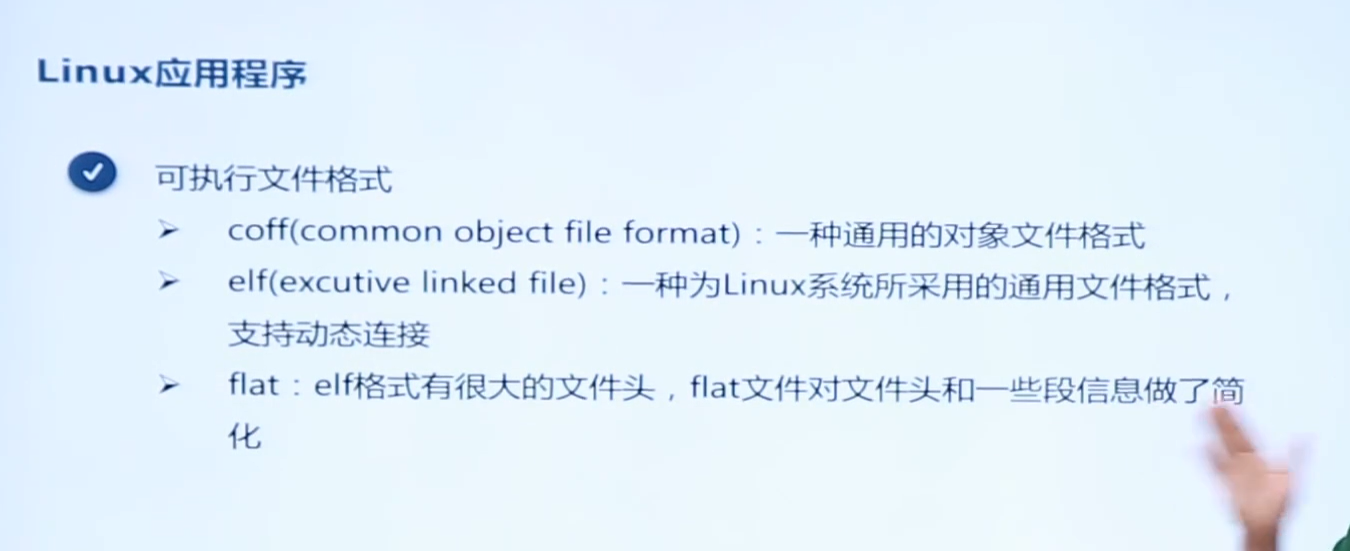 Linux应用程序
可执行文件格式
coff(common object file format)：一种通用的对象文件格式
elf(excutive linked file)：一种为Linux系统所采用的通用文件格式，
支持动态连接
flat：elf格式有很大的文件头，flat文件对文件头和一些段信息做了简
化